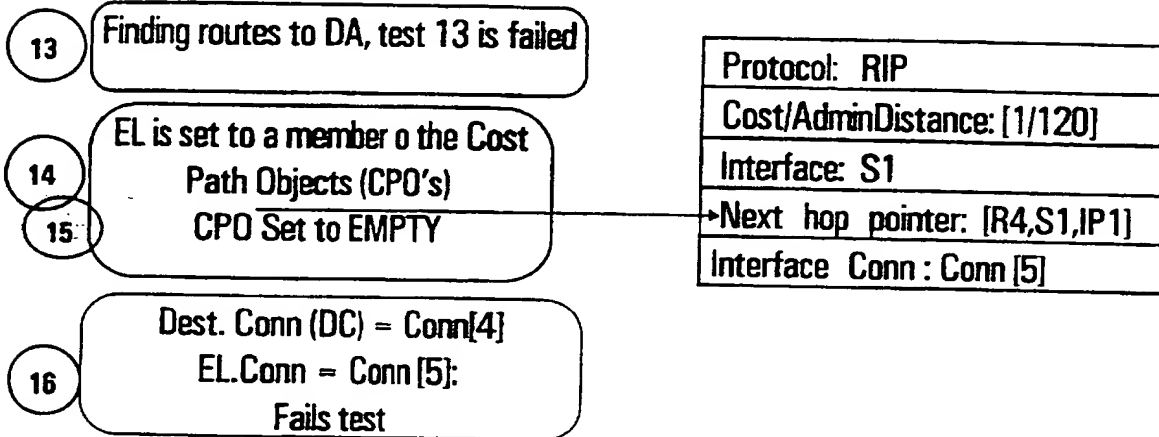 13
Finding routes to DA, test 13 is failed
14
15
EL is set to a member o the Cost
Path Objects (CPO's)
CPO Set to EMPTY
Protocol: RIP
Cost/AdminDistance: [1/120]
Interface: S1
Next hop pointer: [R4,S1,IP1]
Interface Conn : Conn [5]
16
Dest. Conn (DC) = Conn[4]
EL.Conn = Conn [5]:
Fails test